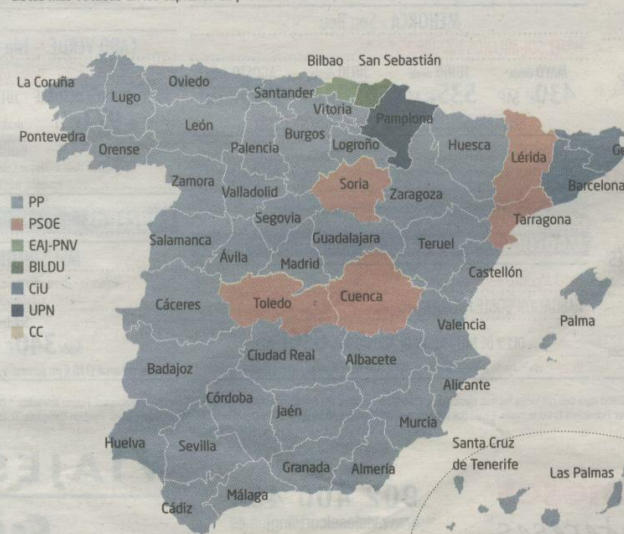 Bilbao
San Sebastián
La Coruña
Oviedo
Santander
Lugo
Vitoria
Pamplona
León
Burgos
Pontevedra
Logroño
Huesca
Orense
Palencia
Lérida
Zamora
Soria
Barcelona
Valladolid
Zaragoza
PP
PSOE
EAJ-PNV
BILDU
CiU
UPN
CC
Segovia
Tarragona
Salamanca
Guadalajara
Teruel
Ávila
Madrid
Castellón
Cáceres
Toledo
Cuenca
Valencia
Palma
Ciudad Real
Albacete
Badajoz
Alicante
Córdoba
Jaén
Murcia
Huelva
Sevilla
Santa Cruz
de Tenerife
Granada
Almería
Las Palmas
Málaga
Cádiz